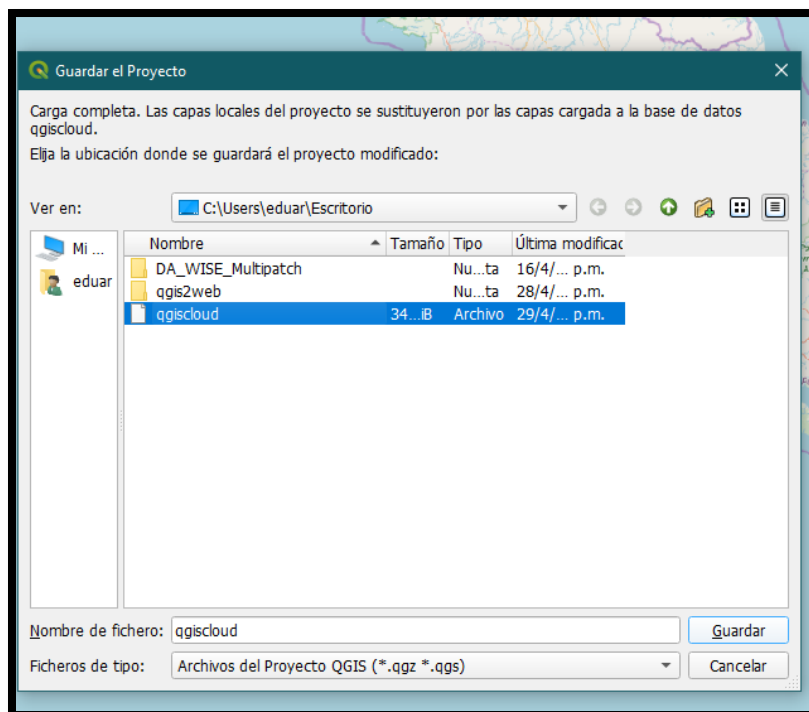 Guardar el Proyecto
Carga completa. Las capas locales del proyecto se sustituyeron por las capas cargada a la base de datos
qgiscloud.
Elija la ubicación donde se guardará el proyecto modificado:
Ver en: C:\Users\eduar\Escritorio
Mi ...
eduar
Nombre Tamaño Tipo Última modificac
DA_WISE_Multipatch Nu...ta 16/4/... p.m.
qgis2web Nu...ta 28/4/... p.m.
qgiscloud 34...iB Archivo 29/4/... p.m.
Nombre de fichero: qgiscloud Guardar
Ficheros de tipo: Archivos del Proyecto QGIS (*.qgz *.qgs) Cancelar